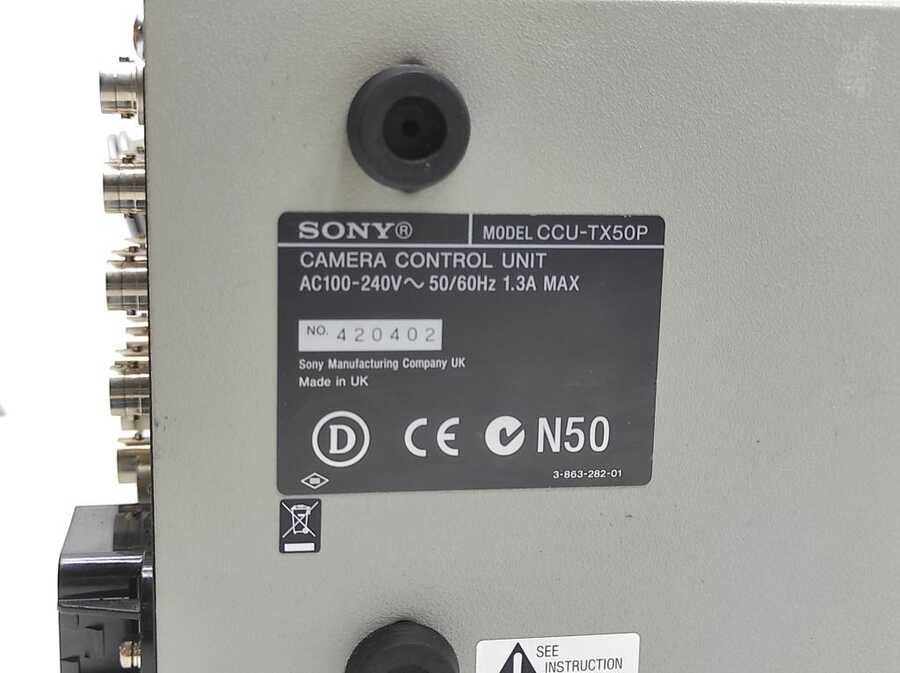 SONY®
MODEL CCU-TX50P
CAMERA CONTROL UNIT
AC100-240V～ 50/60Hz 1.3A MAX
NO. 420402
Sony Manufacturing Company UK
Made in UK
D CE N50
3-863-282-01
SEE
INSTRUCTION